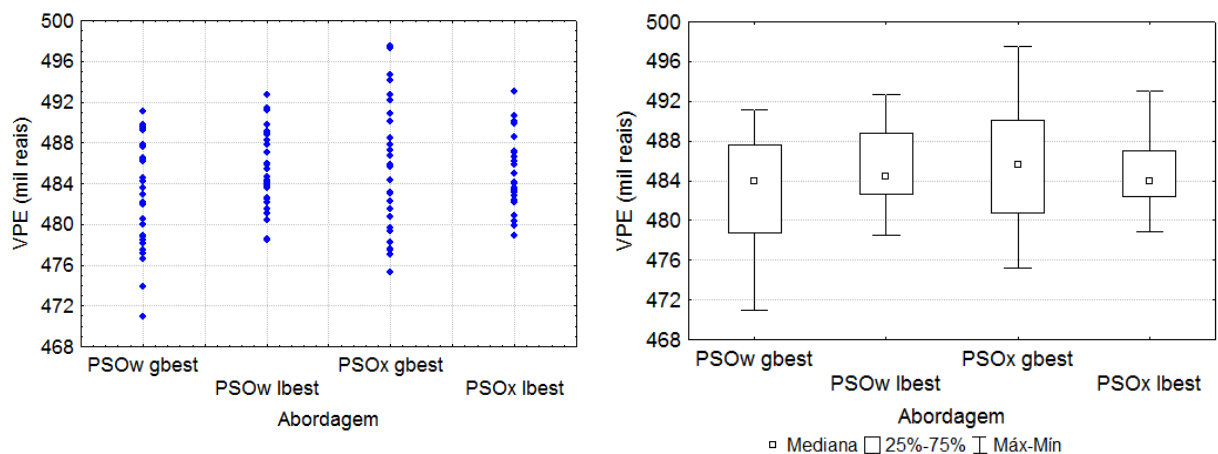 500
496
492
488
484
480
476
472
468
VPE (mil reais)
PSOw gbest
PSOw lbest
PSOx gbest
PSOx lbest
Abordagem
500
496
492
488
484
480
476
472
468
VPE (mil reais)
PSOw gbest
PSOw lbest
PSOx gbest
PSOx lbest
Abordagem
Mediana 25%-75% Máx-Mín